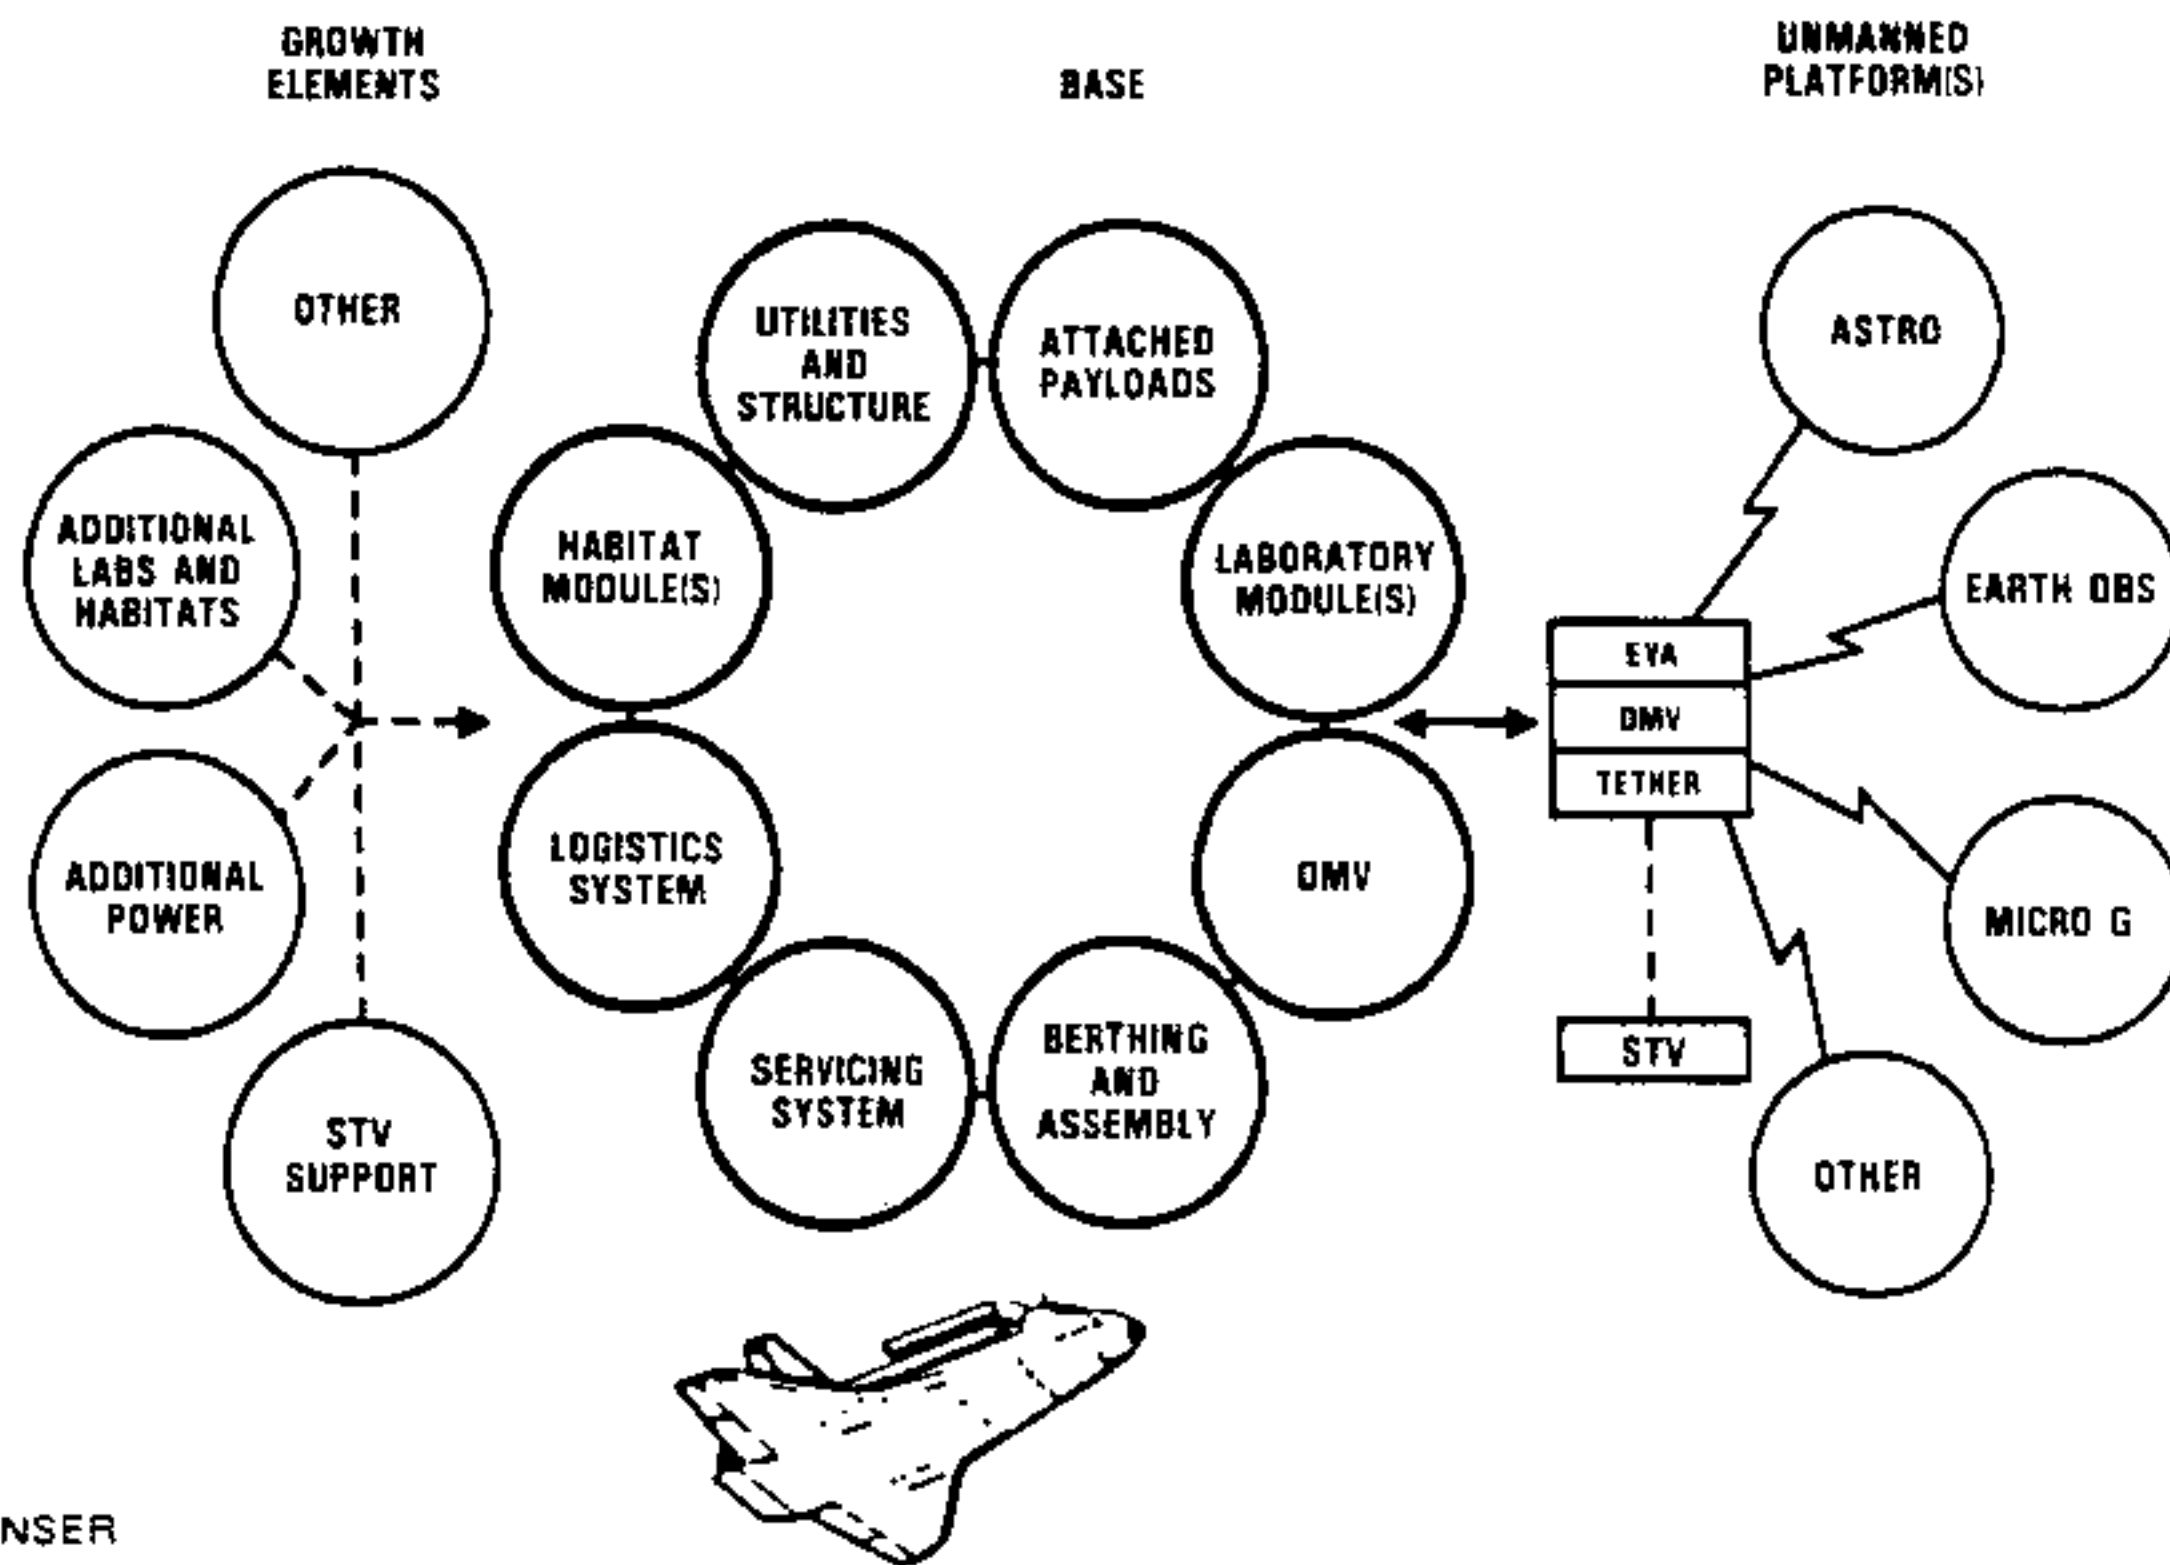 GROWTH
ELEMENTS
BASE
UNMANNED
PLATFORM(S)
OTHER
ADDITIONAL
LABS AND
HABITATS
ADDITIONAL
POWER
STV
SUPPORT
UTILITIES
AND
STRUCTURE
ATTACHED
PAYLOADS
HABITAT
MODULE(S)
LABORATORY
MODULE(S)
LOGISTICS
SYSTEM
OMV
SERVICING
SYSTEM
BERTHING
AND
ASSEMBLY
EVA
OMV
TETHER
STV
ASTRO
EARTH OBS
MICRO G
OTHER
NSER